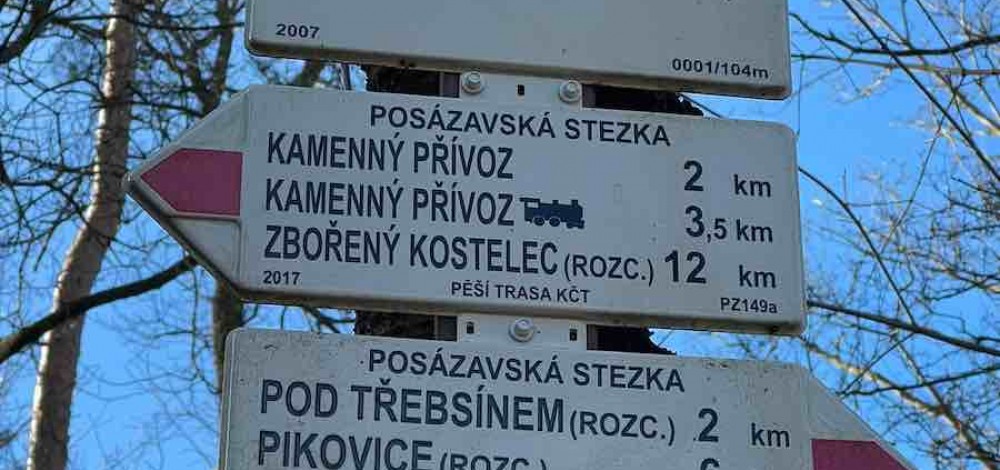 2007 0001/104m
POSÁZAVSKÁ STEZKA
KAMENNÝ PŘÍVOZ 2 km
KAMENNÝ PŘÍVOZ 3,5 km
ZBOŘENÝ KOSTELEC (ROZC.) 12 km
2017 PĚŠÍ TRASA KČT PZ149a
POSÁZAVSKÁ STEZKA
POD TŘEBSÍNEM (ROZC.) 2 km
PIKOVICE (ROZC.)